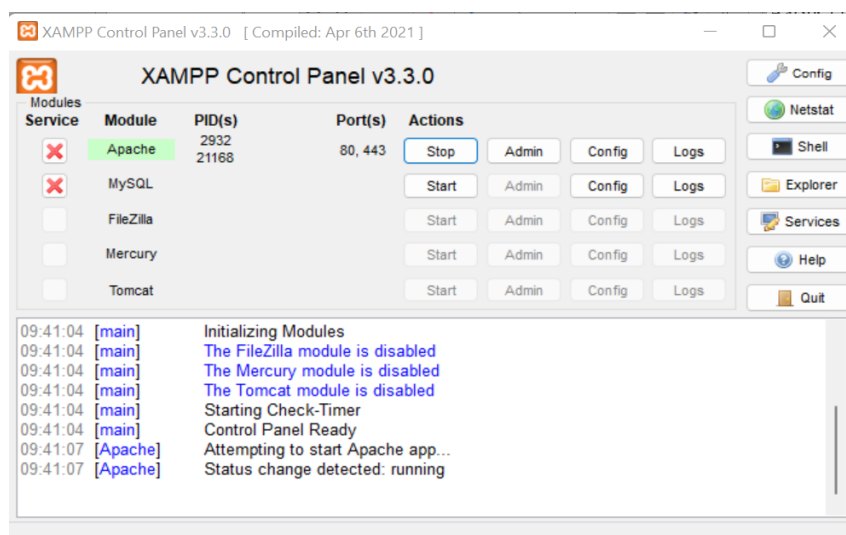 XAMPP Control Panel v3.3.0 [ Compiled: Apr 6th 2021 ]
XAMPP Control Panel v3.3.0
Config
Modules
Service Module PID(s) Port(s) Actions
Netstat
Apache 2932 80, 443 Stop Admin Config Logs
21168
Shell
MySQL Start Admin Config Logs
Explorer
FileZilla Start Admin Config Logs
Services
Mercury Start Admin Config Logs
Help
Tomcat Start Admin Config Logs
Quit
09:41:04 [main] Initializing Modules
09:41:04 [main] The FileZilla module is disabled
09:41:04 [main] The Mercury module is disabled
09:41:04 [main] The Tomcat module is disabled
09:41:04 [main] Starting Check-Timer
09:41:04 [main] Control Panel Ready
09:41:07 [Apache] Attempting to start Apache app...
09:41:07 [Apache] Status change detected: running